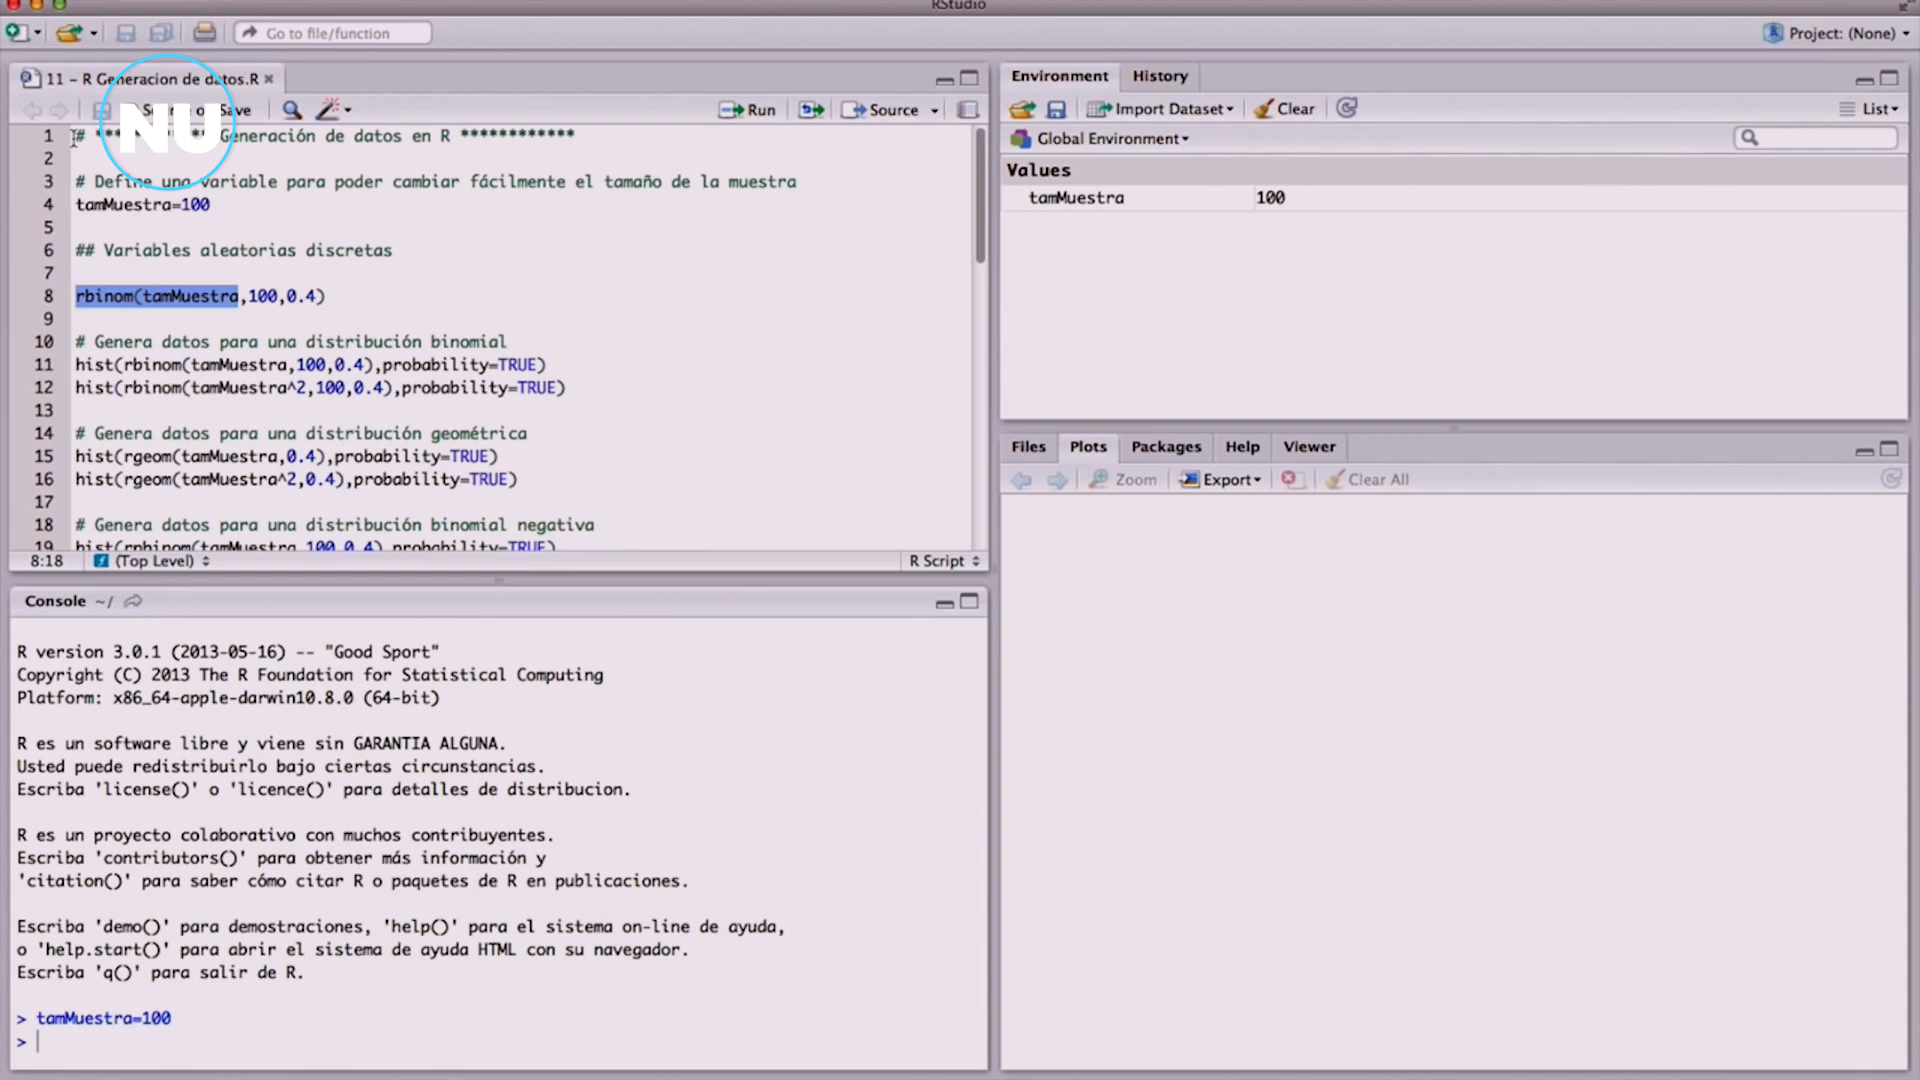 RStudio
Go to file/function
Project: (None)
11 - R Generacion de datos.R
NU
Save
Run
Source
1 # Generación de datos en R ************
2
3 # Define una variable para poder cambiar fácilmente el tamaño de la muestra
4 tamMuestra=100
5
6 ## Variables aleatorias discretas
7
8 rbinom(tamMuestra,100,0.4)
9
10 # Genera datos para una distribución binomial
11 hist(rbinom(tamMuestra,100,0.4),probability=TRUE)
12 hist(rbinom(tamMuestra^2,100,0.4),probability=TRUE)
13
14 # Genera datos para una distribución geométrica
15 hist(rgeom(tamMuestra,0.4),probability=TRUE)
16 hist(rgeom(tamMuestra^2,0.4),probability=TRUE)
17
18 # Genera datos para una distribución binomial negativa
19 hist(rnbinom(tamMuestra,100,0.4),probability=TRUE)
8:18 (Top Level) R Script
Console ~/
R version 3.0.1 (2013-05-16) -- "Good Sport"
Copyright (C) 2013 The R Foundation for Statistical Computing
Platform: x86_64-apple-darwin10.8.0 (64-bit)
R es un software libre y viene sin GARANTIA ALGUNA.
Usted puede redistribuirlo bajo ciertas circunstancias.
Escriba 'license()' o 'licence()' para detalles de distribucion.
R es un proyecto colaborativo con muchos contribuyentes.
Escriba 'contributors()' para obtener más información y
'citation()' para saber cómo citar R o paquetes de R en publicaciones.
Escriba 'demo()' para demostraciones, 'help()' para el sistema on-line de ayuda,
o 'help.start()' para abrir el sistema de ayuda HTML con su navegador.
Escriba 'q()' para salir de R.
> tamMuestra=100
>
Environment History
Import Dataset Clear List
Global Environment
Values
tamMuestra 100
Files Plots Packages Help Viewer
Zoom Export Clear All